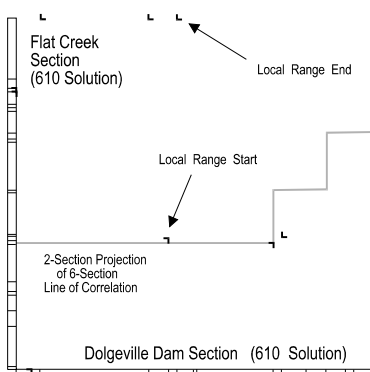 Flat Creek
Section
(610 Solution)
Local Range End
Local Range Start
2-Section Projection
of 6-Section
Line of Correlation
Dolgeville Dam Section (610 Solution)